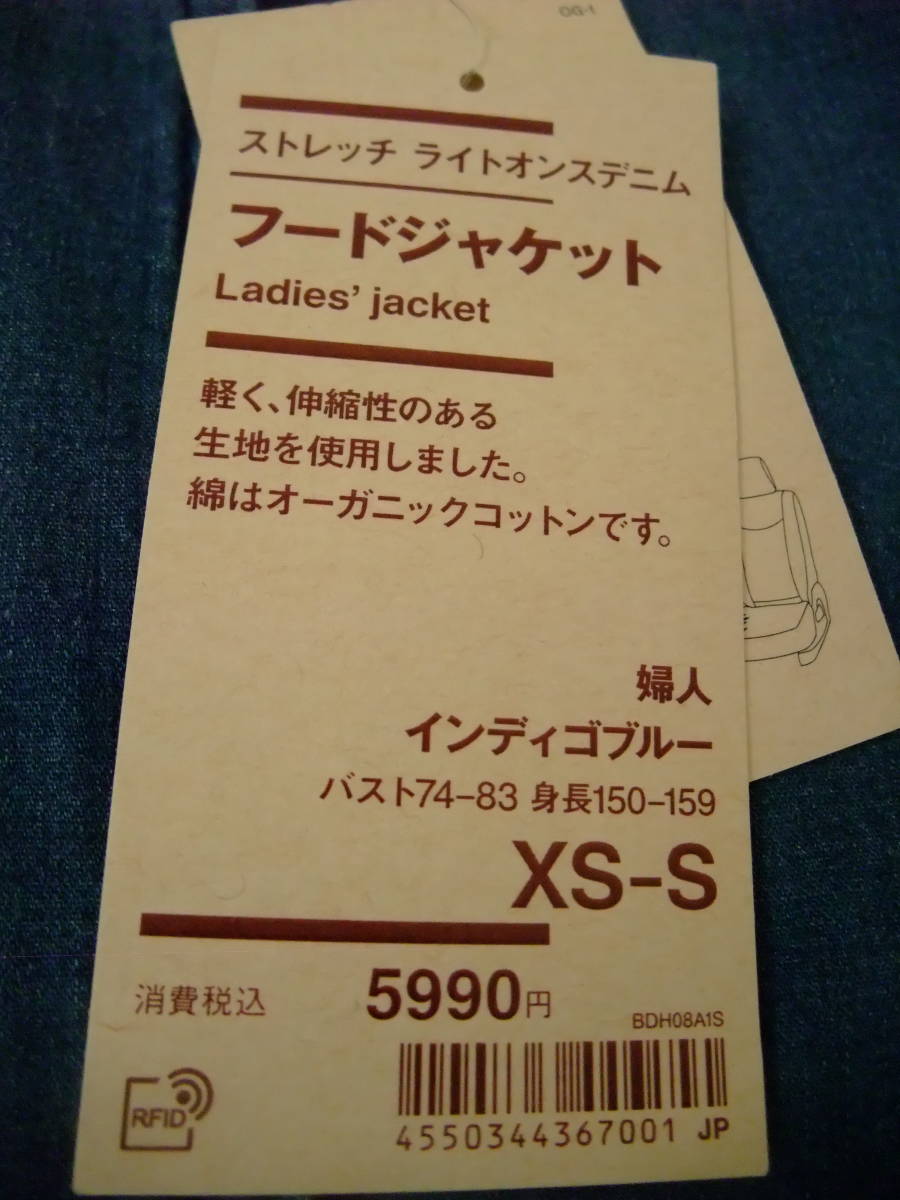 OG-1
ストレッチ ライトオンスデニム
フードジャケット
Ladies' jacket
軽く、伸縮性のある
生地を使用しました。
綿はオーガニックコットンです。
婦人
インディゴブルー
バスト74-83 身長150-159
XS-S
消費税込 5990円
BDH08A1S
RFID
4550344367001 JP